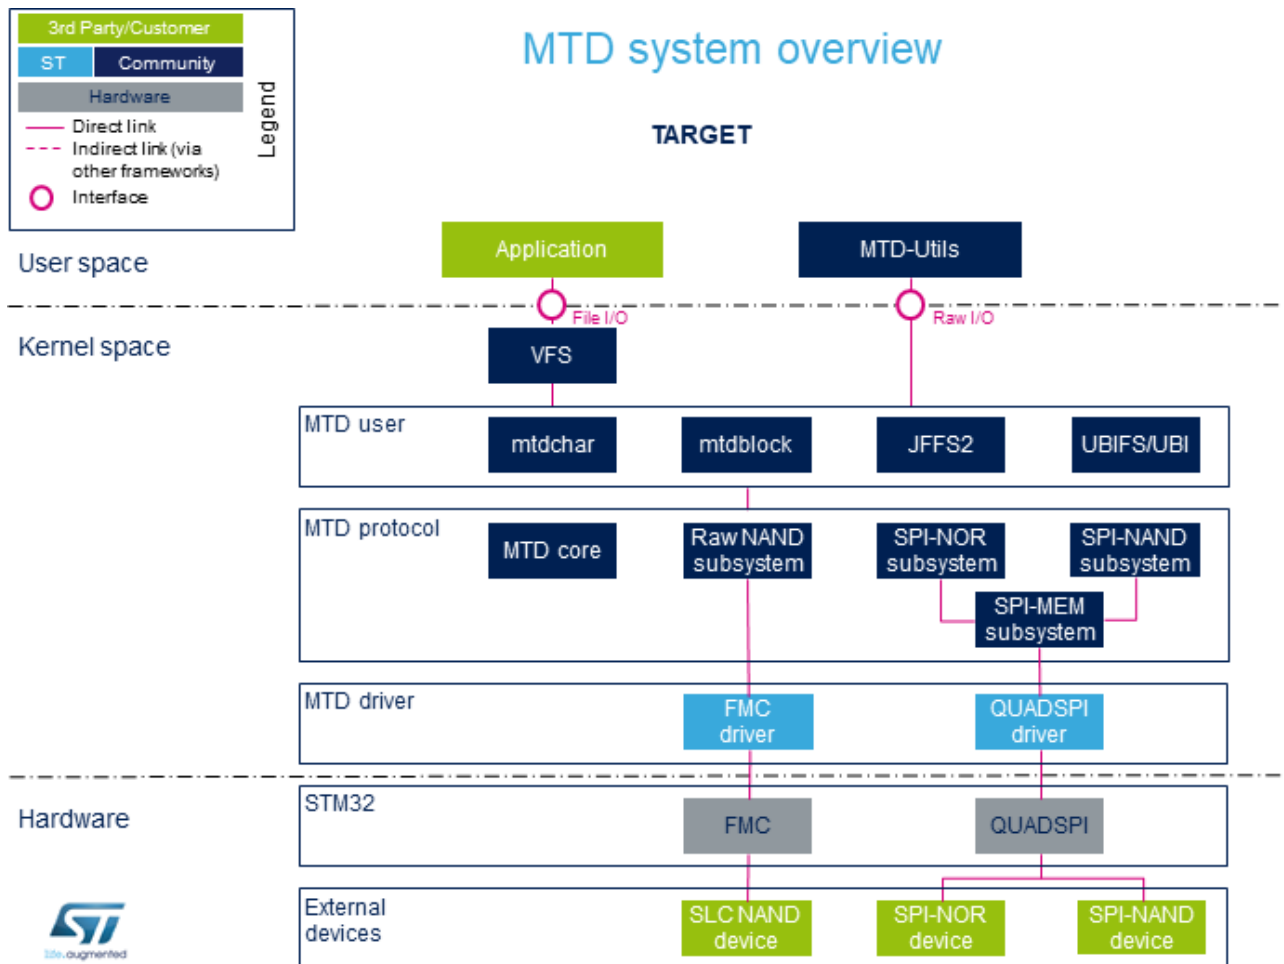 3rd Party/Customer
ST
Community
Hardware
Direct link
Indirect link (via
other frameworks)
Interface
Legend
MTD system overview
TARGET
User space
Application
MTD-Utils
File I/O
Raw I/O
Kernel space
VFS
MTD user
mtdchar
mtdblock
JFFS2
UBIFS/UBI
MTD protocol
MTD core
Raw NAND
subsystem
SPI-NOR
subsystem
SPI-NAND
subsystem
SPI-MEM
subsystem
MTD driver
FMC
driver
QUADSPI
driver
Hardware
STM32
FMC
QUADSPI
External
devices
SLC NAND
device
SPI-NOR
device
SPI-NAND
device
ST
life.augmented